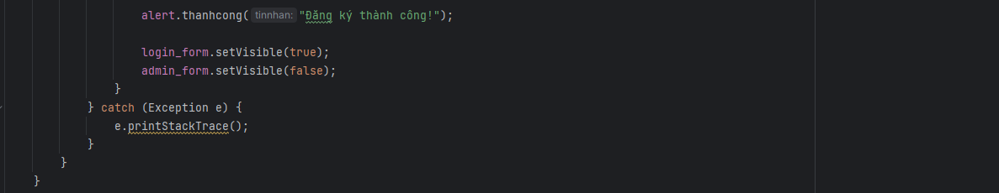 alert.thanhcong( tinnhan: "Đăng ký thành công!");
login_form.setVisible(true);
admin_form.setVisible(false);
}
} catch (Exception e) {
e.printStackTrace();
}
}
}